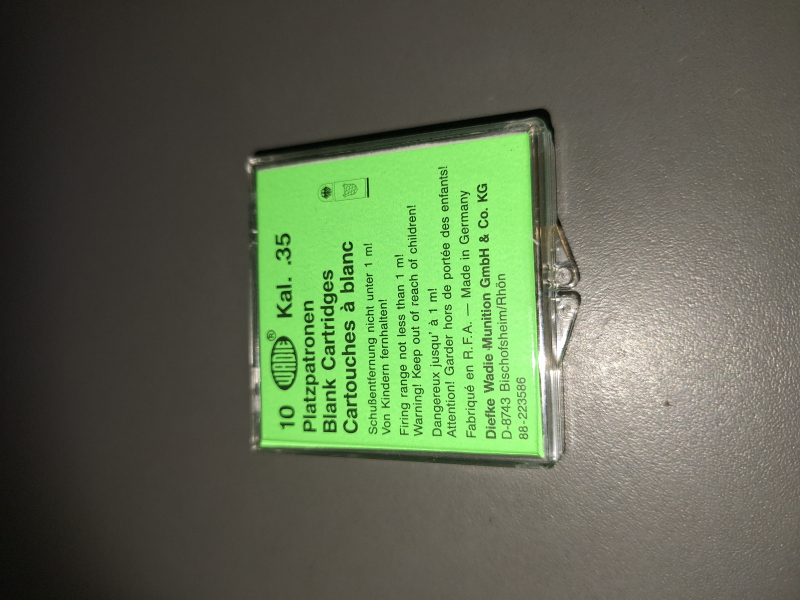 10 WADIE ® Kal. .35
Platzpatronen
Blank Cartridges
Cartouches à blanc
Schußentfernung nicht unter 1 m!
Von Kindern fernhalten!
Firing range not less than 1 m!
Warning! Keep out of reach of children!
Dangereux jusqu' à 1 m!
Attention! Garder hors de portée des enfants!
Fabriqué en R.F.A. — Made in Germany
Diefke Wadie-Munition GmbH & Co. KG
D-8743 Bischofsheim/Rhön
88-223586